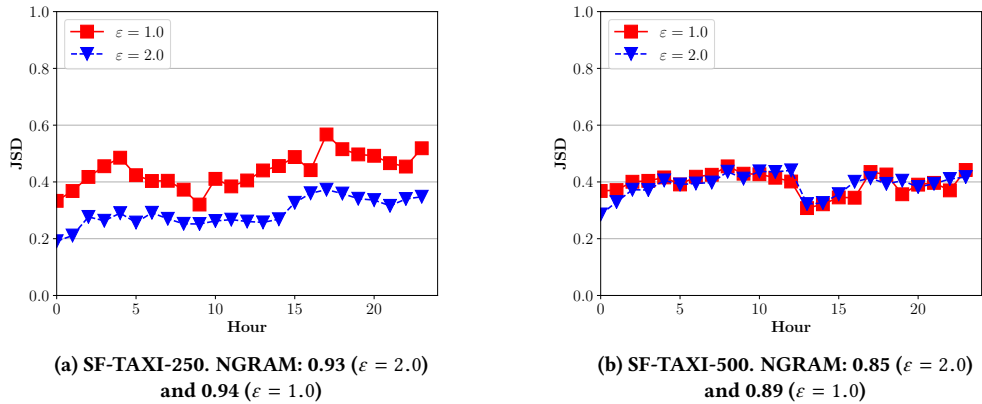 1.0
0.8
0.6
0.4
0.2
0.0
JSD
0
5
10
15
20
Hour
ε = 1.0
ε = 2.0
(a) SF-TAXI-250. NGRAM: 0.93 (ε = 2.0)
and 0.94 (ε = 1.0)
1.0
0.8
0.6
0.4
0.2
0.0
JSD
0
5
10
15
20
Hour
ε = 1.0
ε = 2.0
(b) SF-TAXI-500. NGRAM: 0.85 (ε = 2.0)
and 0.89 (ε = 1.0)